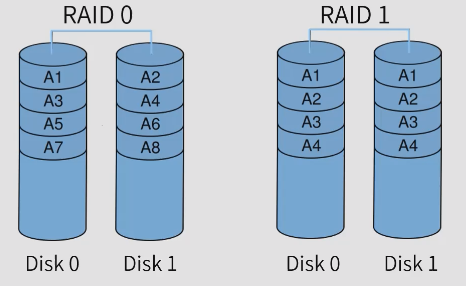 RAID 0
A1
A3
A5
A7
A2
A4
A6
A8
Disk 0
Disk 1
RAID 1
A1
A2
A3
A4
A1
A2
A3
A4
Disk 0
Disk 1